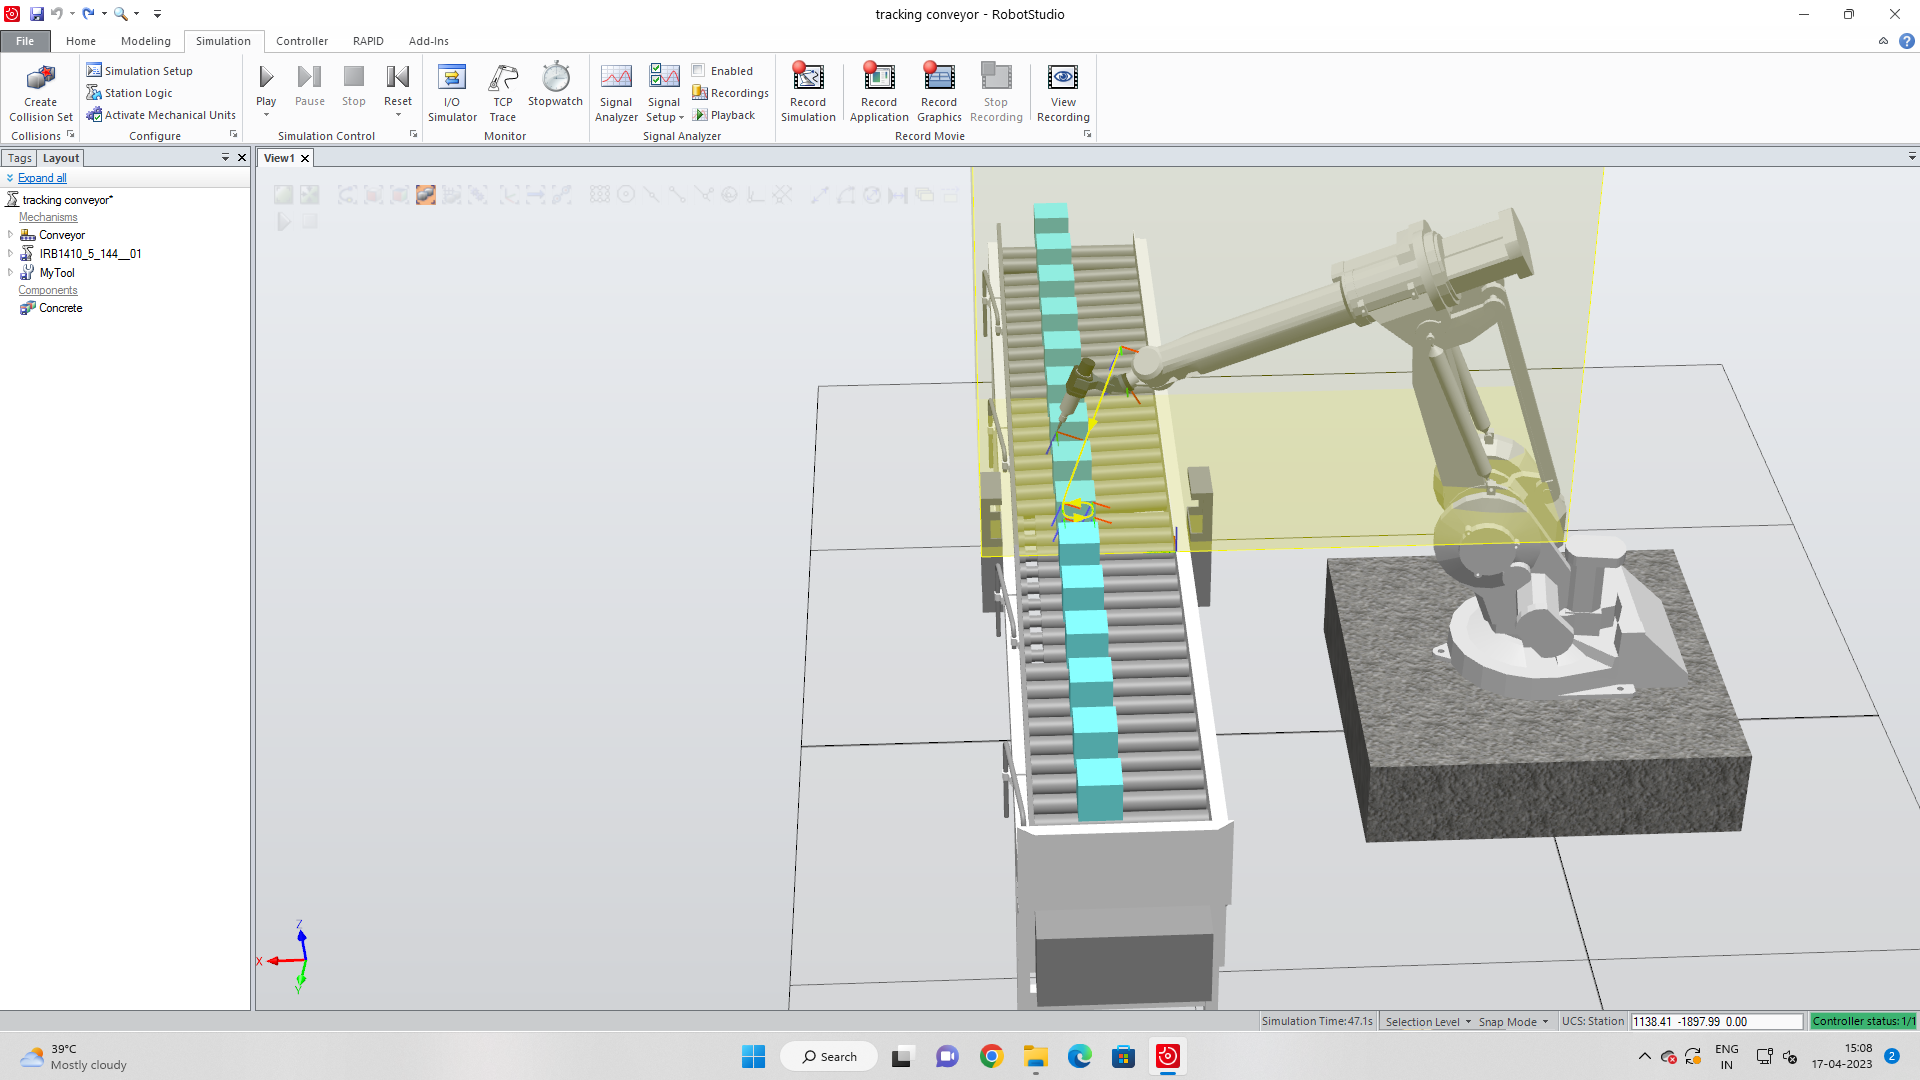 tracking conveyor - RobotStudio
File Home Modeling Simulation Controller RAPID Add-Ins
Create Collision Set
Collisions
Simulation Setup
Station Logic
Activate Mechanical Units
Configure
Play Pause Stop Reset
Simulation Control
I/O Simulator
TCP Trace
Stopwatch
Monitor
Signal Analyzer
Signal Setup
Enabled
Recordings
Playback
Signal Analyzer
Record Simulation
Record Application
Record Graphics
Stop Recording
View Recording
Record Movie
Tags Layout
View1
Expand all
tracking conveyor*
Mechanisms
Conveyor
IRB1410_5_144__01
MyTool
Components
Concrete
Z
X
Y
Simulation Time: 47.1s Selection Level Snap Mode UCS: Station 1138.41 -1897.99 0.00 Controller status: 1/1
39°C
Mostly cloudy
Search
ENG
IN
15:08
17-04-2023
2